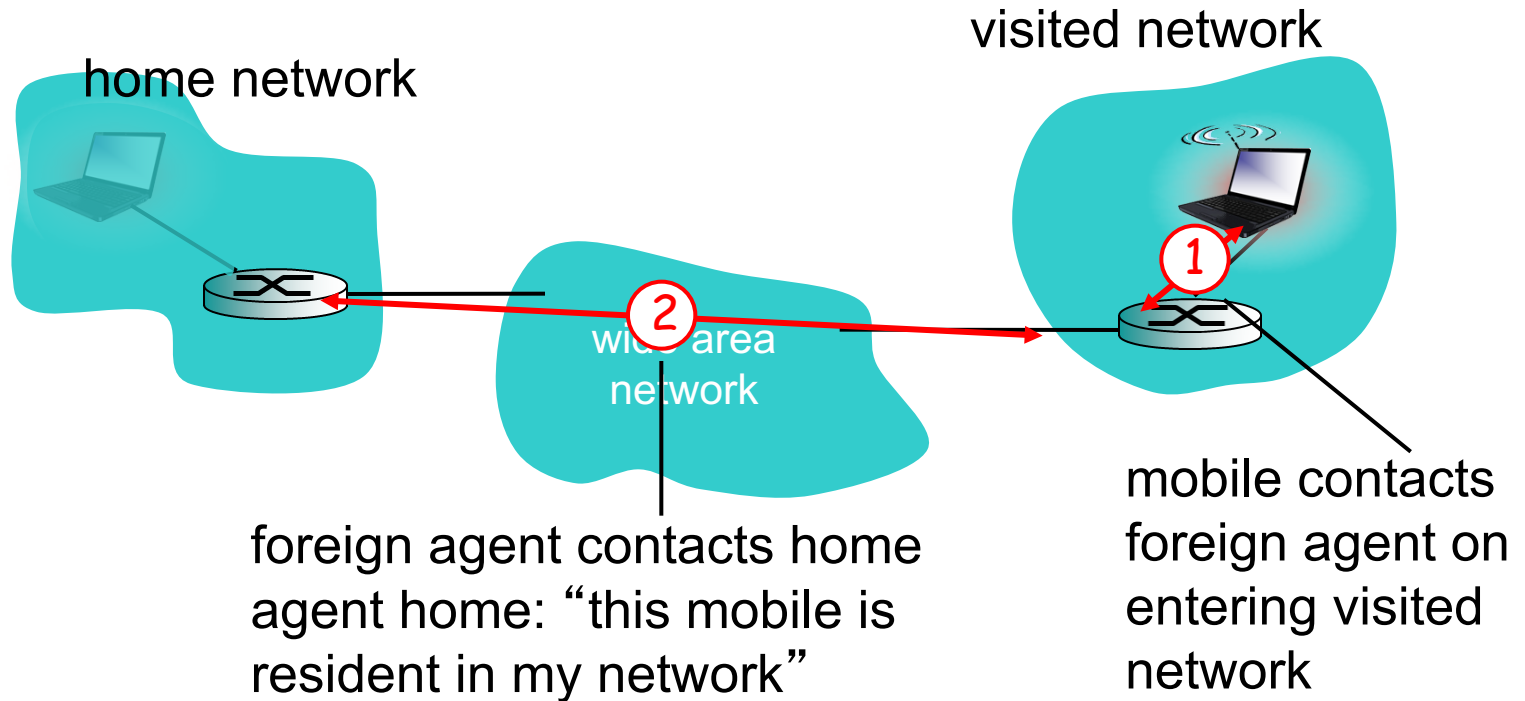 visited network
home network
1
2
wide area
network
foreign agent contacts home
agent home: “this mobile is
resident in my network”
mobile contacts
foreign agent on
entering visited
network